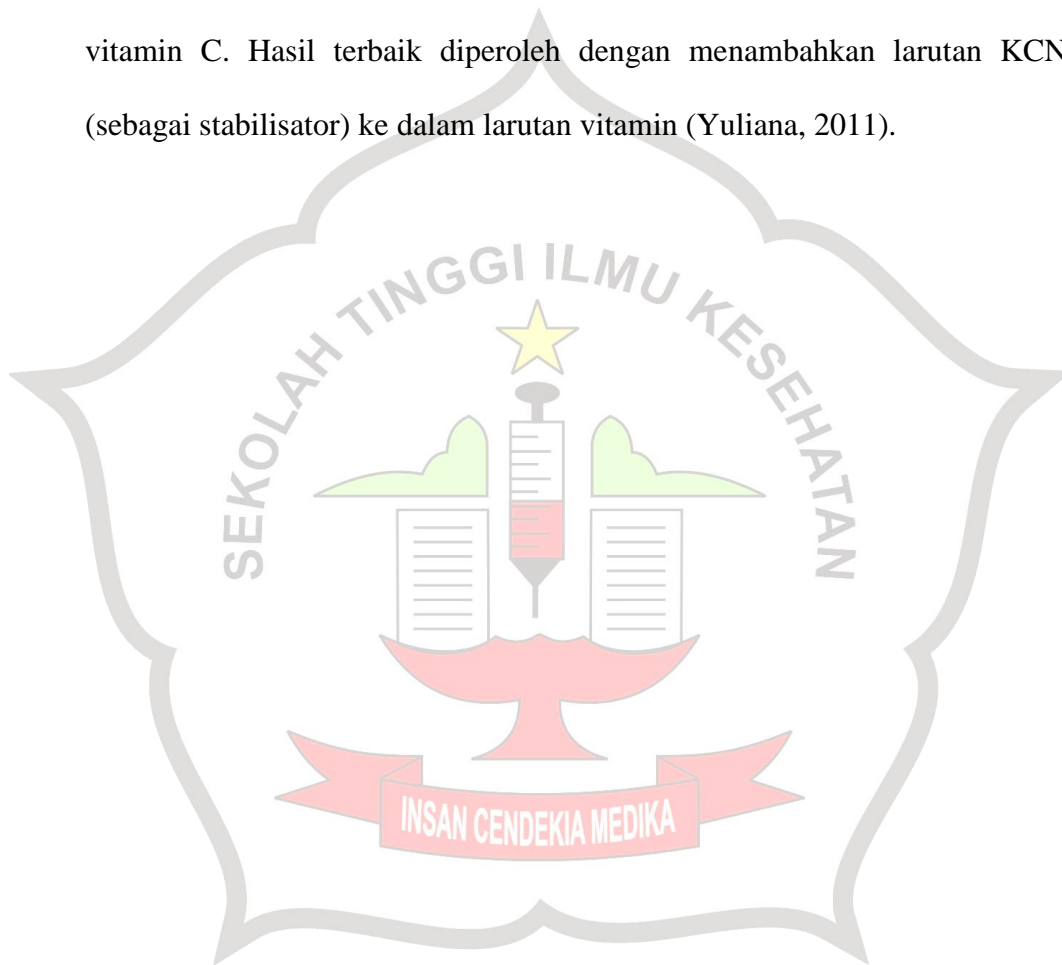 vitamin C. Hasil terbaik diperoleh dengan menambahkan larutan KCN
(sebagai stabilisator) ke dalam larutan vitamin (Yuliana, 2011).
SEKOLAH TINGGI ILMU KESEHATAN
INSAN CENDEKIA MEDIKA